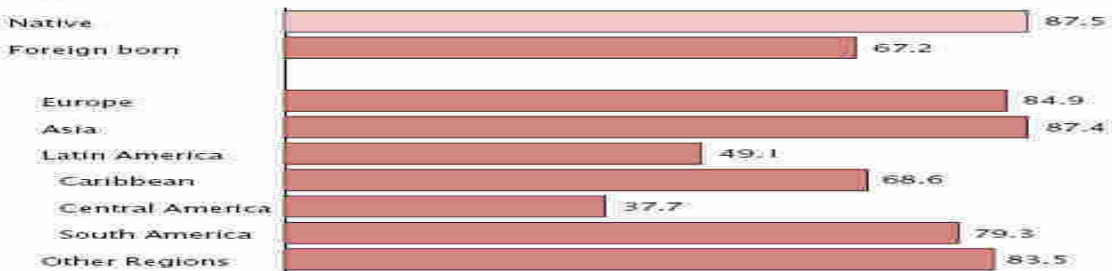 Native 87.5
Foreign born 67.2
Europe 84.9
Asia 87.4
Latin America 49.1
Caribbean 68.6
Central America 37.7
South America 79.3
Other Regions 83.5